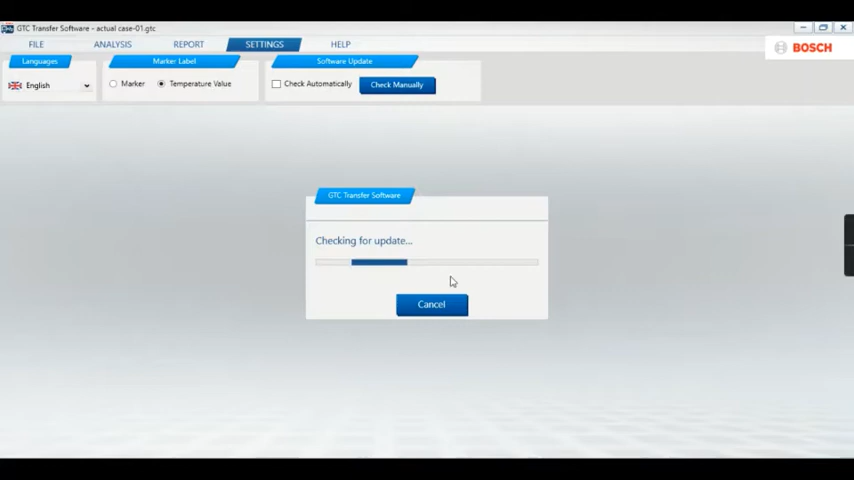 GTC Transfer Software - actual case-01.gtc
FILE ANALYSIS REPORT SETTINGS HELP
BOSCH
Languages Marker Label Software Update
English Marker Temperature Value Check Automatically Check Manually
GTC Transfer Software
Checking for update...
Cancel